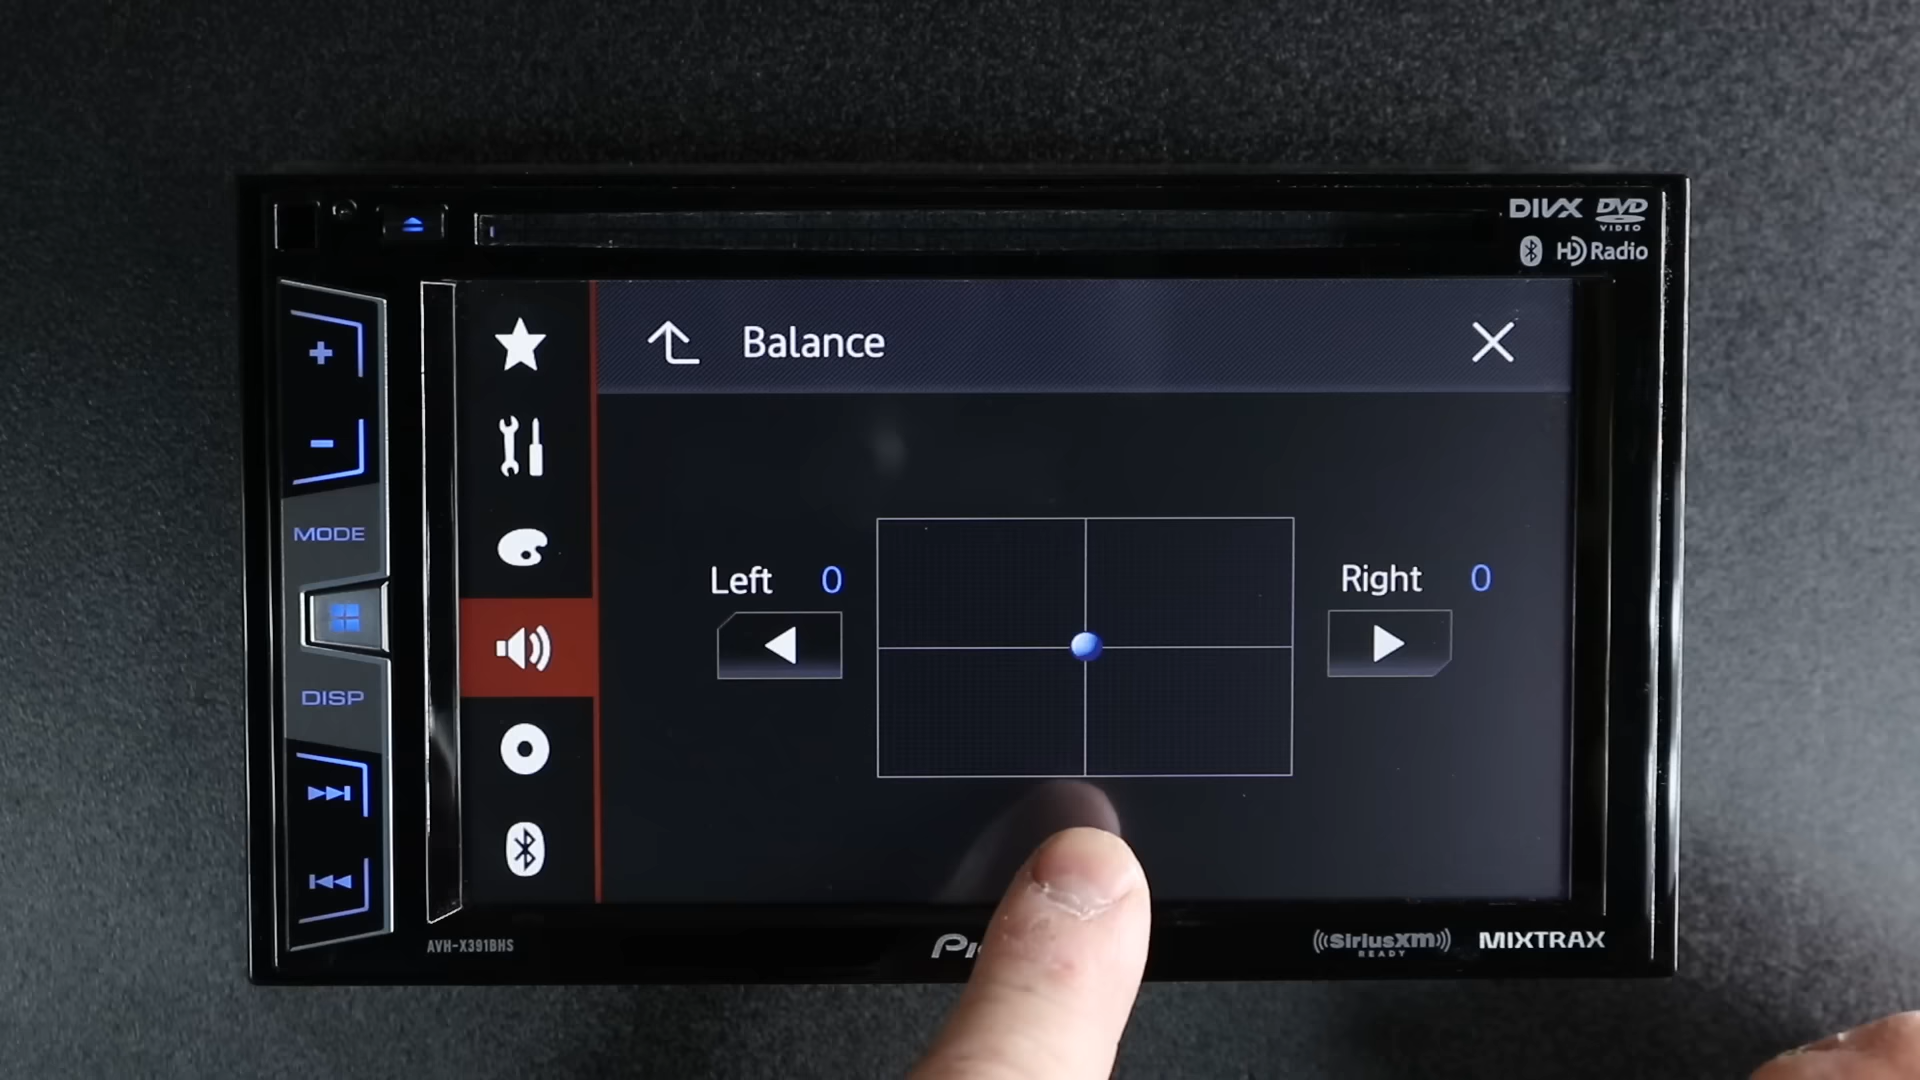 DIVX DVD
VIDEO
HD Radio
Balance
MODE
Left 0
Right 0
DISP
AVH-X391BHS
((SiriusXM))
READY
MIXTRAX